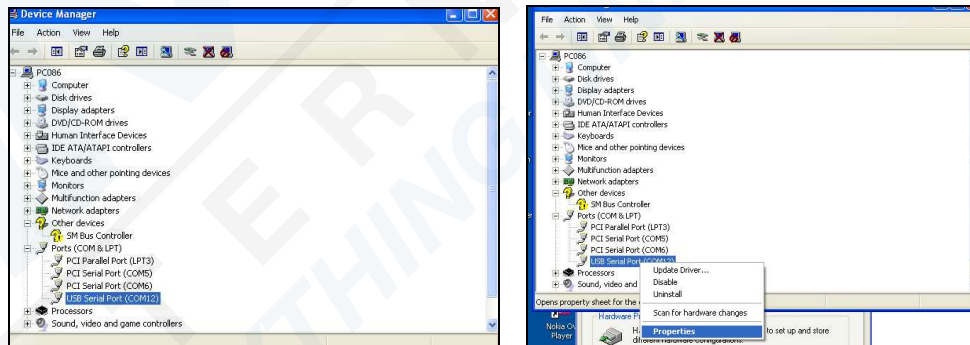 Device Manager
File Action View Help
PC086
Computer
Disk drives
Display adapters
DVD/CD-ROM drives
Human Interface Devices
IDE ATA/ATAPI controllers
Keyboards
Mice and other pointing devices
Monitors
Multifunction adapters
Network adapters
Other devices
SM Bus Controller
Ports (COM & LPT)
PCI Parallel Port (LPT3)
PCI Serial Port (COM5)
PCI Serial Port (COM6)
USB Serial Port (COM12)
Processors
Sound, video and game controllers
File Action View Help
PC086
Computer
Disk drives
Display adapters
DVD/CD-ROM drives
Human Interface Devices
IDE ATA/ATAPI controllers
Keyboards
Mice and other pointing devices
Monitors
Multifunction adapters
Network adapters
Other devices
SM Bus Controller
Ports (COM & LPT)
PCI Parallel Port (LPT3)
PCI Serial Port (COM5)
PCI Serial Port (COM6)
USB Serial Port (COM12)
Processors
Sound, video and
Update Driver...
Disable
Uninstall
Scan for hardware changes
Properties
Opens property sheet for the
Hardware
Nokia
Player
to set up and store
different hardware configurations.